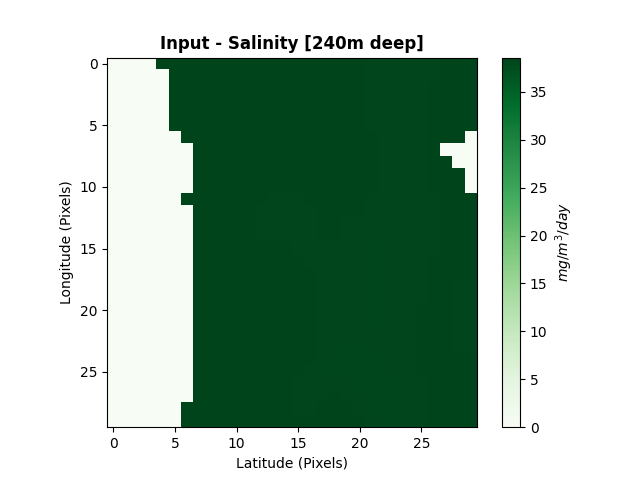 Input - Salinity [240m deep]
0
5
10
15
20
25
Longitude (Pixels)
0 5 10 15 20 25
Latitude (Pixels)
35
30
25
20
15
10
5
0
mg/m³/day